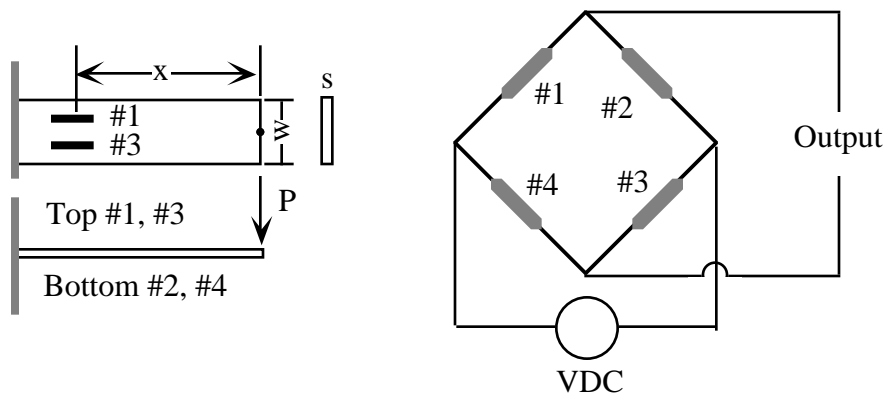 x
s
#1
#3
w
P
Top #1, #3
Bottom #2, #4
#1
#2
#4
#3
Output
VDC